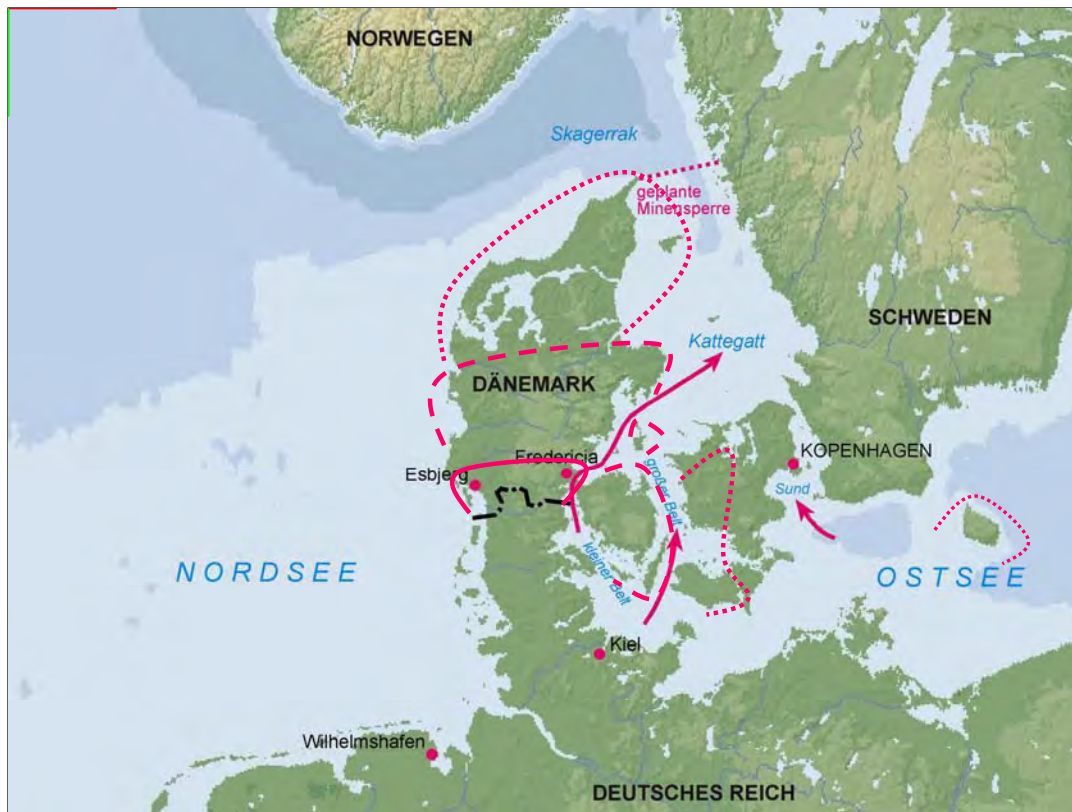 NORWEGEN
Skagerrak
geplante
Minensperre
SCHWEDEN
Kattegatt
DÄNEMARK
KOPENHAGEN
Fredericia
Esbjerg
großer Belt
Sund
kleiner Belt
NORDSEE
OSTSEE
Kiel
Wilhelmshafen
DEUTSCHES REICH